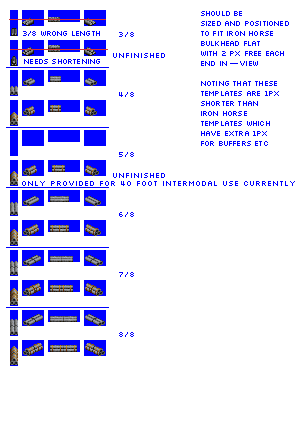 3/8 WRONG LENGTH
3/8
UNFINISHED
NEEDS SHORTENING
4/8
5/8
UNFINISHED
ONLY PROVIDED FOR 40 FOOT INTERMODAL USE CURRENTLY
6/8
7/8
8/8
SHOULD BE
SIZED AND POSITIONED
TO FIT IRON HORSE
BULKHEAD FLAT
WITH 2 PX FREE EACH
END IN -- VIEW
NOTING THAT THESE
TEMPLATES ARE 1PX
SHORTER THAN
IRON HORSE
TEMPLATES WHICH
HAVE EXTRA 1PX
FOR BUFFERS ETC